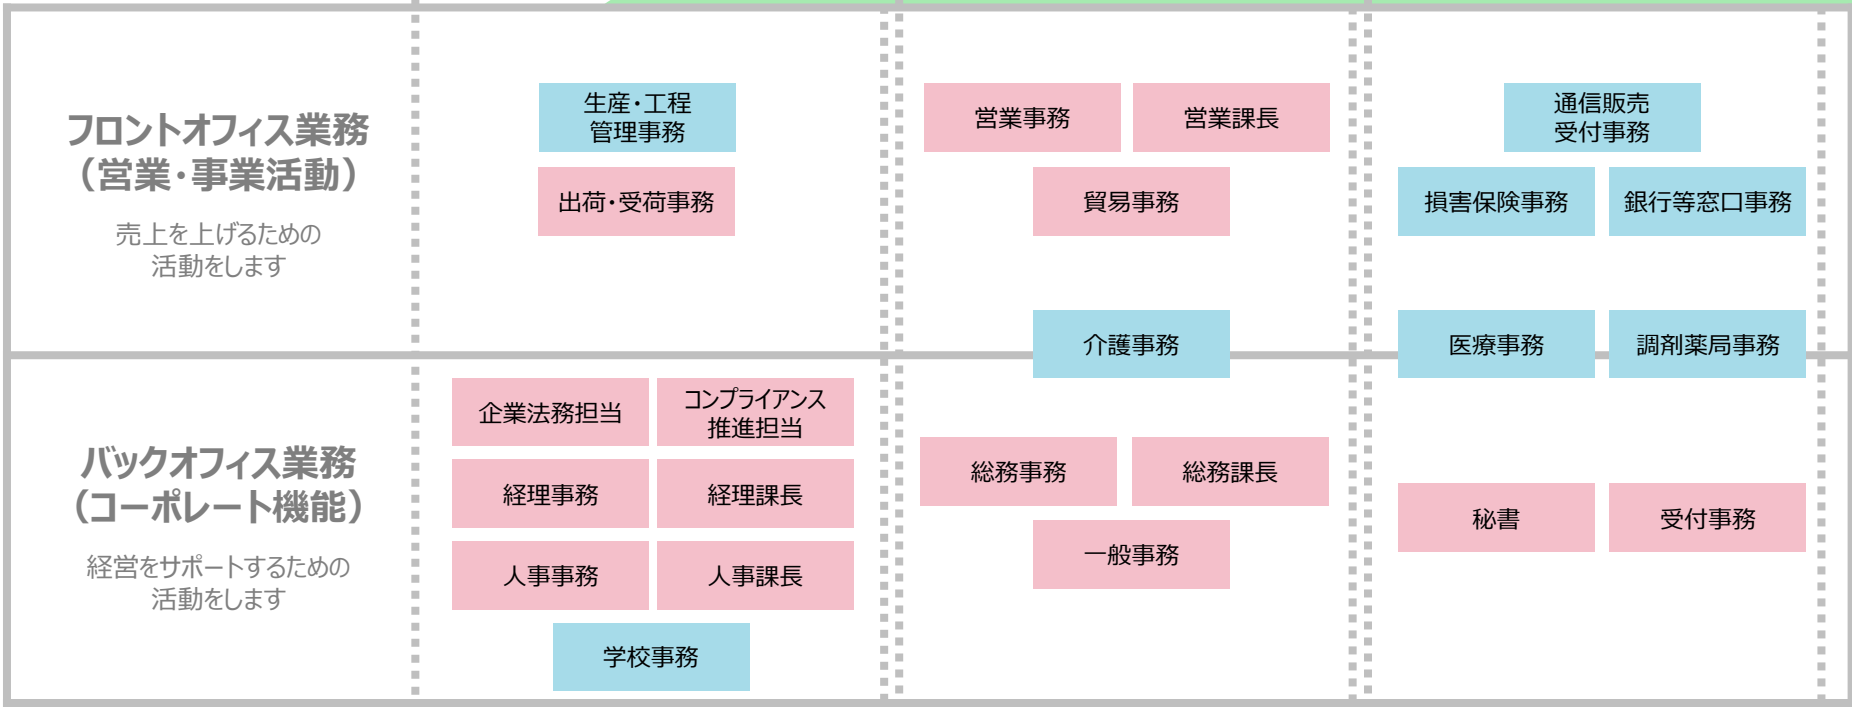 フロントオフィス業務
（営業・事業活動）
売上を上げるための
活動をします
生産・工程
管理事務
出荷・受荷事務
営業事務
営業課長
貿易事務
通信販売
受付事務
損害保険事務
銀行等窓口事務
介護事務
医療事務
調剤薬局事務
バックオフィス業務
（コーポレート機能）
経営をサポートするための
活動をします
企業法務担当
コンプライアンス
推進担当
経理事務
経理課長
人事事務
人事課長
学校事務
総務事務
総務課長
一般事務
秘書
受付事務